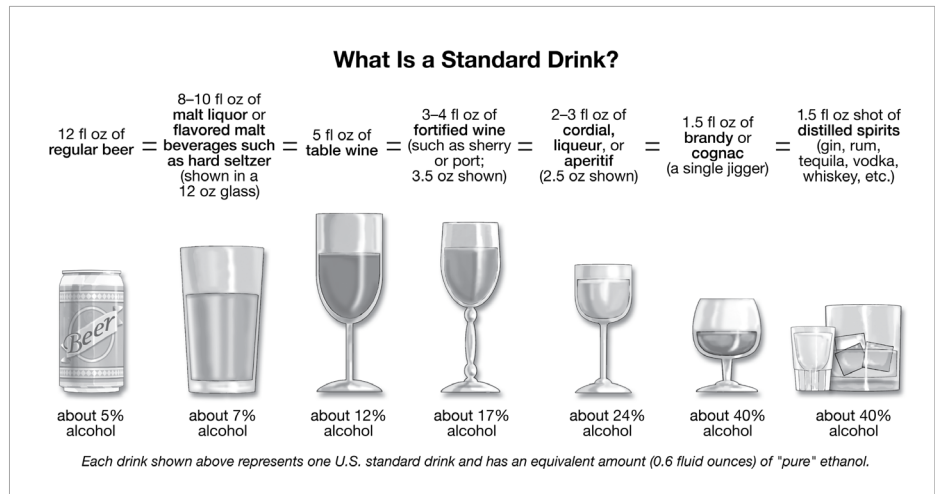 What Is a Standard Drink?
12 fl oz of
regular beer
=
8–10 fl oz of
malt liquor or
flavored malt
beverages such
as hard seltzer
(shown in a
12 oz glass)
=
5 fl oz of
table wine
=
3–4 fl oz of
fortified wine
(such as sherry
or port;
3.5 oz shown)
=
2–3 fl oz of
cordial,
liqueur, or
aperitif
(2.5 oz shown)
=
1.5 fl oz of
brandy or
cognac
(a single jigger)
=
1.5 fl oz shot of
distilled spirits
(gin, rum,
tequila, vodka,
whiskey, etc.)
Beer
about 5%
alcohol
about 7%
alcohol
about 12%
alcohol
about 17%
alcohol
about 24%
alcohol
about 40%
alcohol
about 40%
alcohol
Each drink shown above represents one U.S. standard drink and has an equivalent amount (0.6 fluid ounces) of "pure" ethanol.